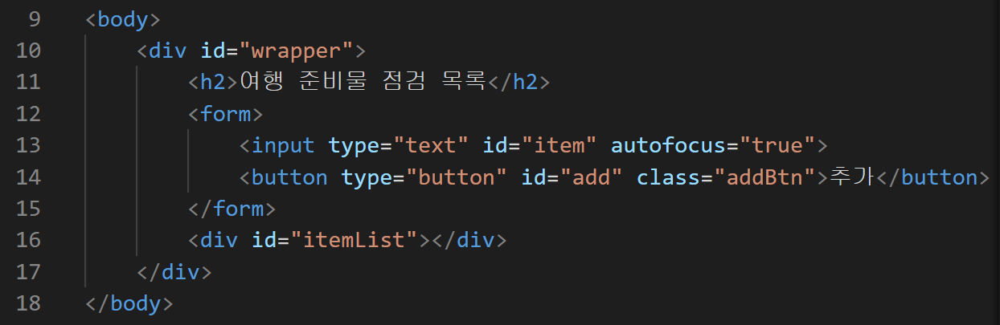 9 <body>
10 <div id="wrapper">
11 <h2>여행 준비물 점검 목록</h2>
12 <form>
13 <input type="text" id="item" autofocus="true">
14 <button type="button" id="add" class="addBtn">추가</button>
15 </form>
16 <div id="itemList"></div>
17 </div>
18 </body>